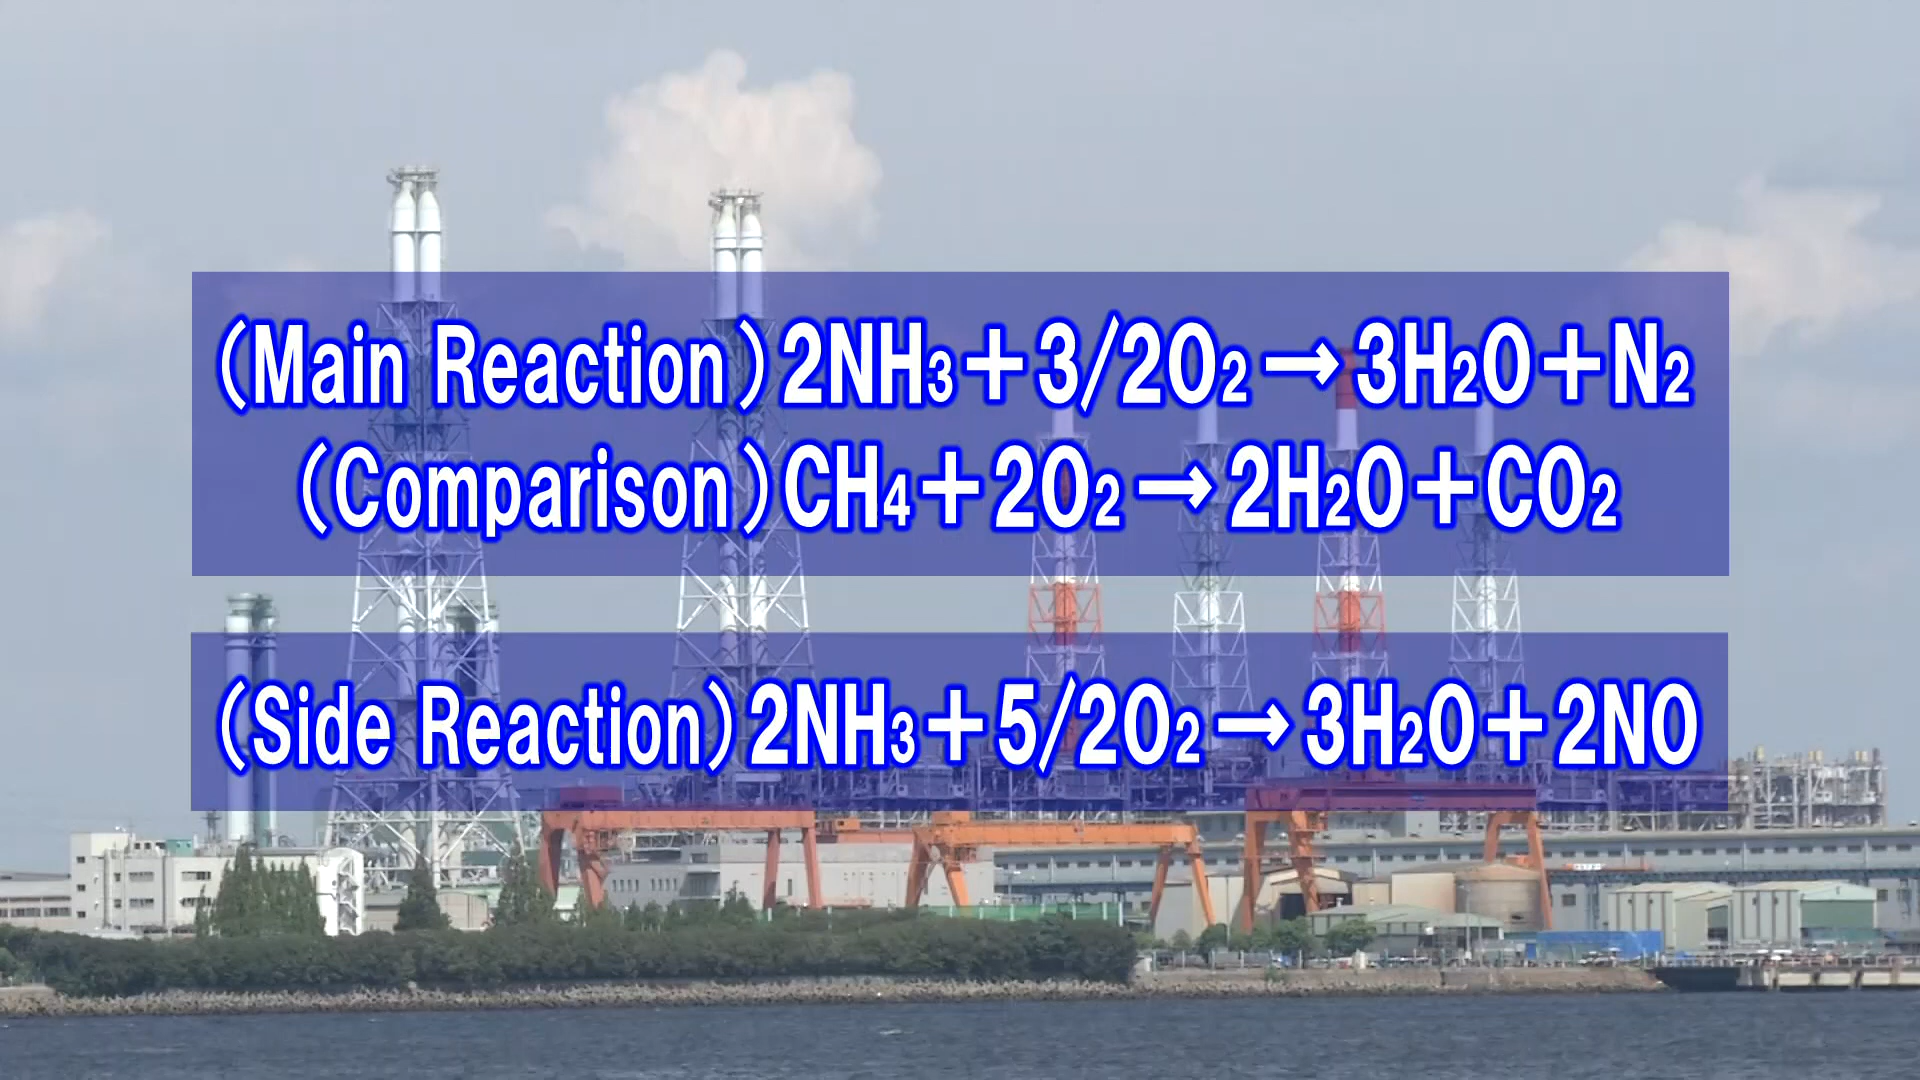 （Main Reaction）2NH₃＋3/2O₂→3H₂O＋N₂
（Comparison）CH₄＋2O₂→2H₂O＋CO₂
（Side Reaction）2NH₃＋5/2O₂→3H₂O＋2NO